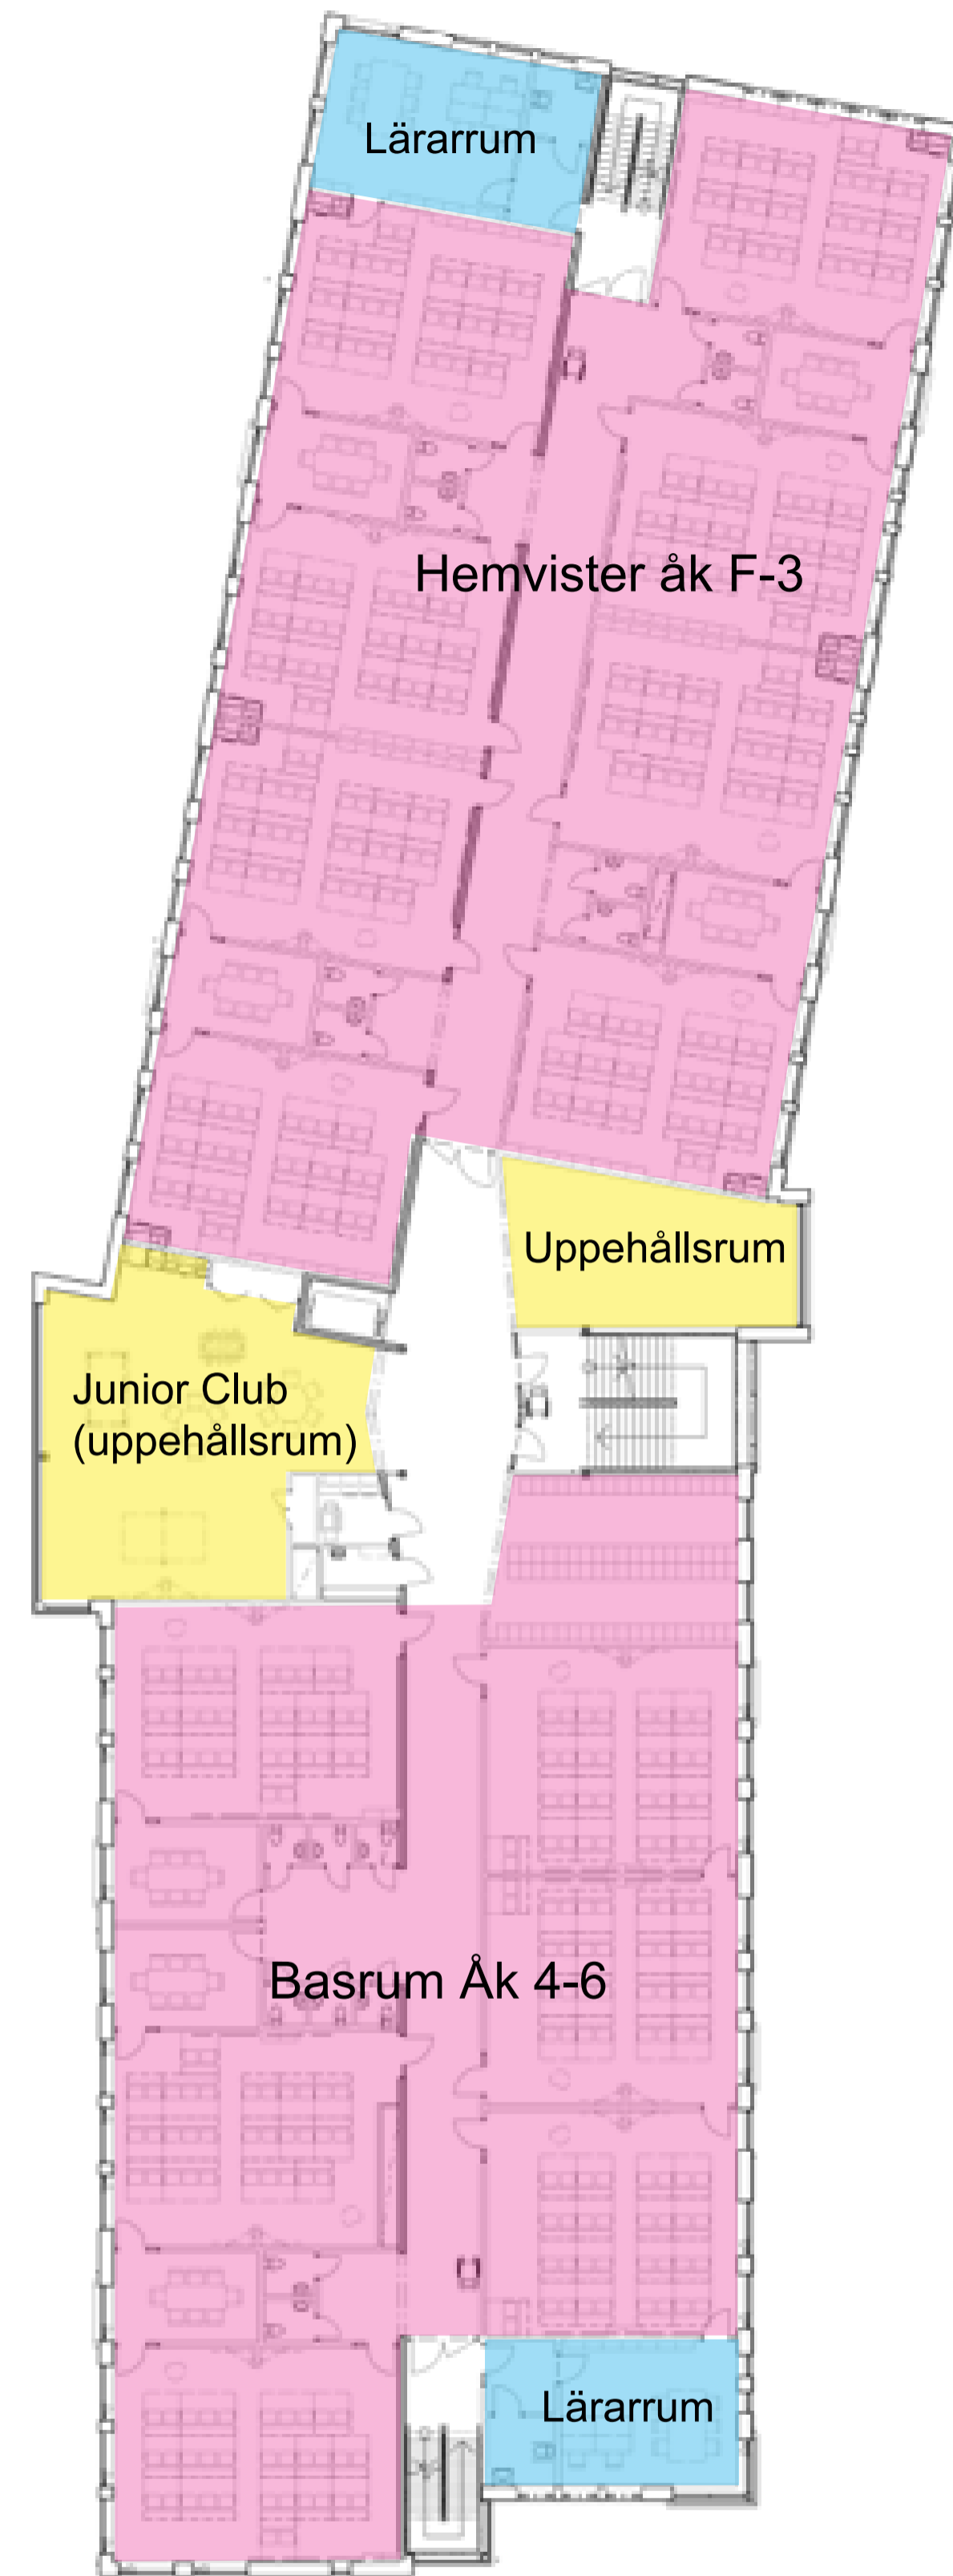 Lärarrum
Hemvister åk F-3
Uppehållsrum
Junior Club
(uppehållsrum)
Basrum Åk 4-6
Lärarrum